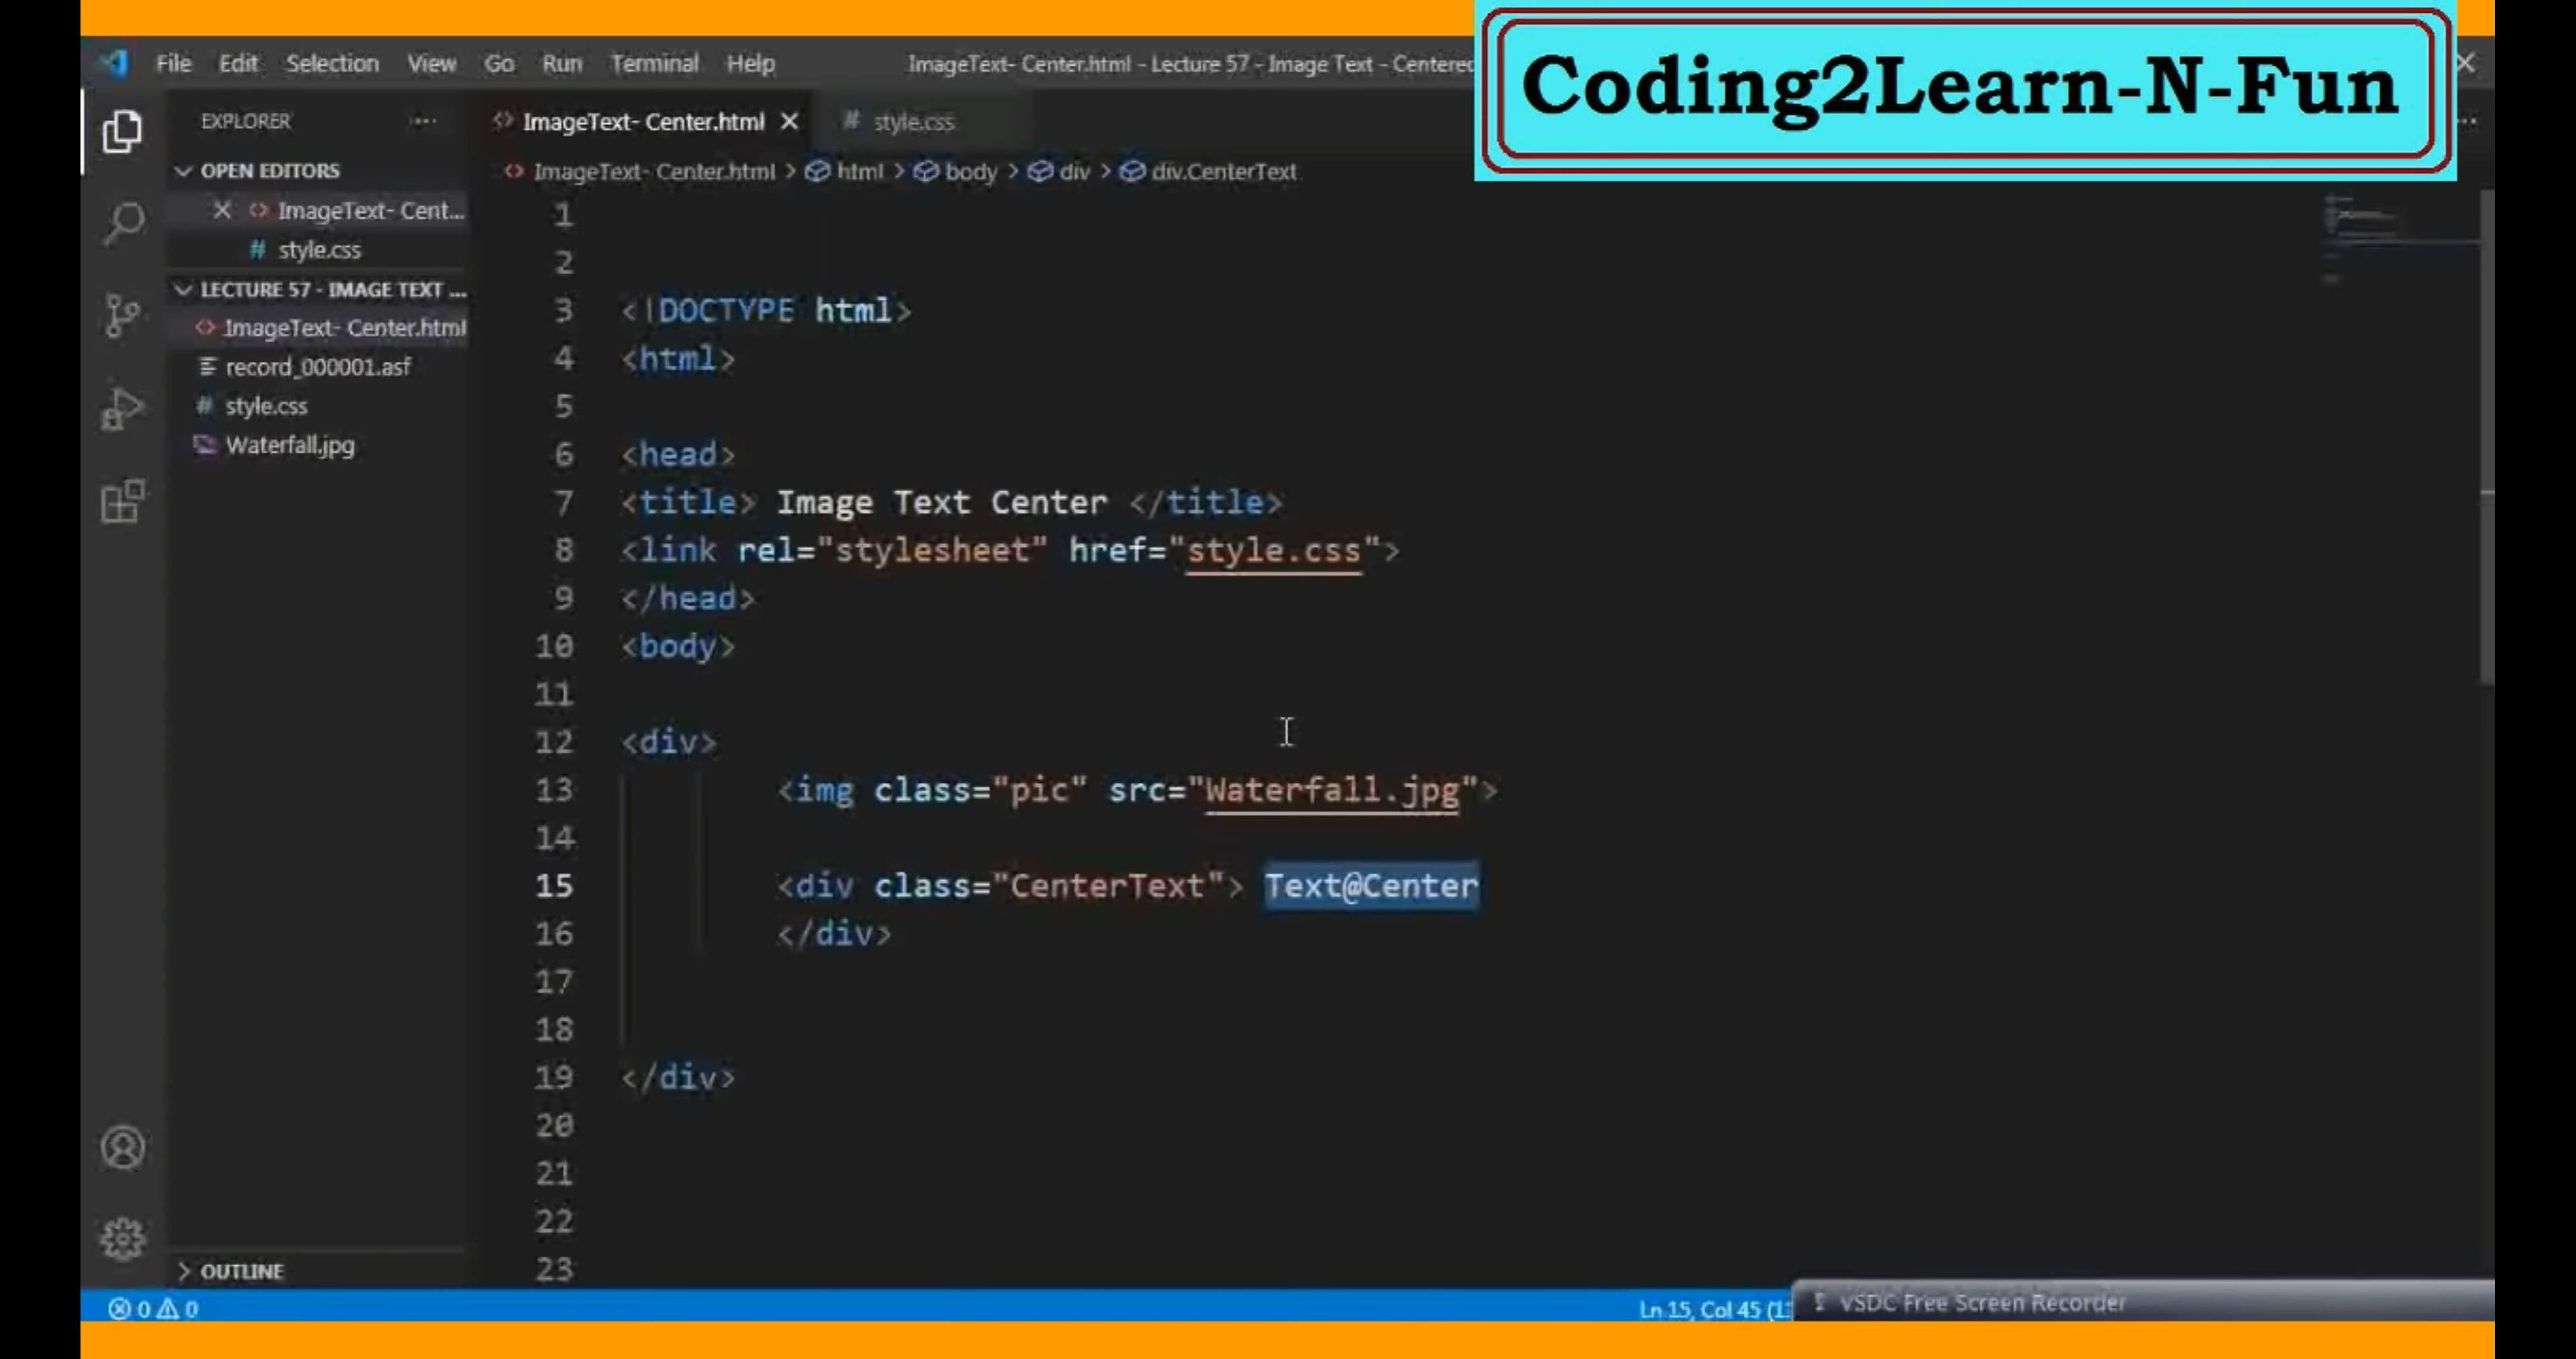 File Edit Selection View Go Run Terminal Help ImageText- Center.html - Lecture 57 - Image Text - Centered
Coding2Learn-N-Fun
EXPLORER
ImageText- Center.html
# style.css
OPEN EDITORS
ImageText- Center.html > html > body > div > div.CenterText
ImageText- Cent...
# style.css
LECTURE 57 - IMAGE TEXT ...
ImageText- Center.html
record_000001.asf
# style.css
Waterfall.jpg
1
2
3 <!DOCTYPE html>
4 <html>
5
6 <head>
7 <title> Image Text Center </title>
8 <link rel="stylesheet" href="style.css">
9 </head>
10 <body>
11
12 <div>
13 <img class="pic" src="Waterfall.jpg">
14
15 <div class="CenterText"> Text@Center
16 </div>
17
18
19 </div>
20
21
22
23
OUTLINE
0 0
Ln 15, Col 45
VSDC Free Screen Recorder